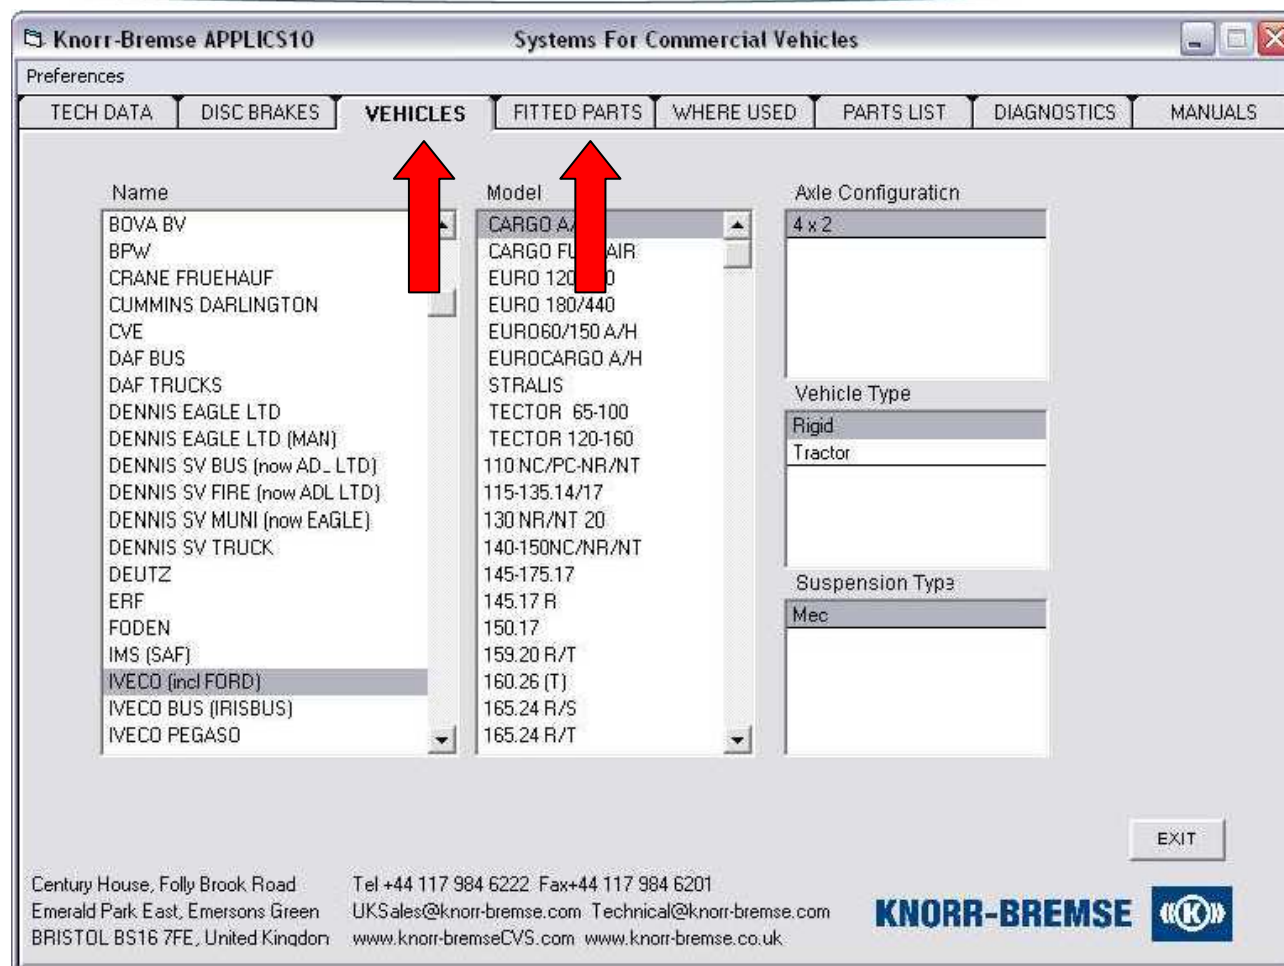 Knorr-Bremse APPLICS10 Systems For Commercial Vehicles
Preferences
TECH DATA DISC BRAKES VEHICLES FITTED PARTS WHERE USED PARTS LIST DIAGNOSTICS MANUALS
Name
BOVA BV
BPW
CRANE FRUEHAUF
CUMMINS DARLINGTON
CVE
DAF BUS
DAF TRUCKS
DENNIS EAGLE LTD
DENNIS EAGLE LTD (MAN)
DENNIS SV BUS (now ADL LTD)
DENNIS SV FIRE (now ADL LTD)
DENNIS SV MUNI (now EAGLE)
DENNIS SV TRUCK
DEUTZ
ERF
FODEN
IMS (SAF)
IVECO (incl FORD)
IVECO BUS (IRISBUS)
IVECO PEGASO
Model
CARGO
CARGO AIR
EURO
EURO 180/440
EURO60/150 A/H
EUROCARGO A/H
STRALIS
TECTOR 65-100
TECTOR 120-160
110 NC/PC-NR/NT
115-135.14/17
130 NR/NT 20
140-150NC/NR/NT
145-175.17
145.17 R
150.17
159.20 R/T
160.26 (T)
165.24 R/S
165.24 R/T
Axle Configuration
4 x 2
Vehicle Type
Rigid
Tractor
Suspension Type
Mec
EXIT
Century House, Folly Brook Road
Emerald Park East, Emersons Green
BRISTOL BS16 7FE, United Kingdom
Tel +44 117 984 6222 Fax+44 117 984 6201
UKSales@knorr-bremse.com Technical@knorr-bremse.com
www.knorr-bremseCVS.com www.knorr-bremse.co.uk
KNORR-BREMSE ((K))